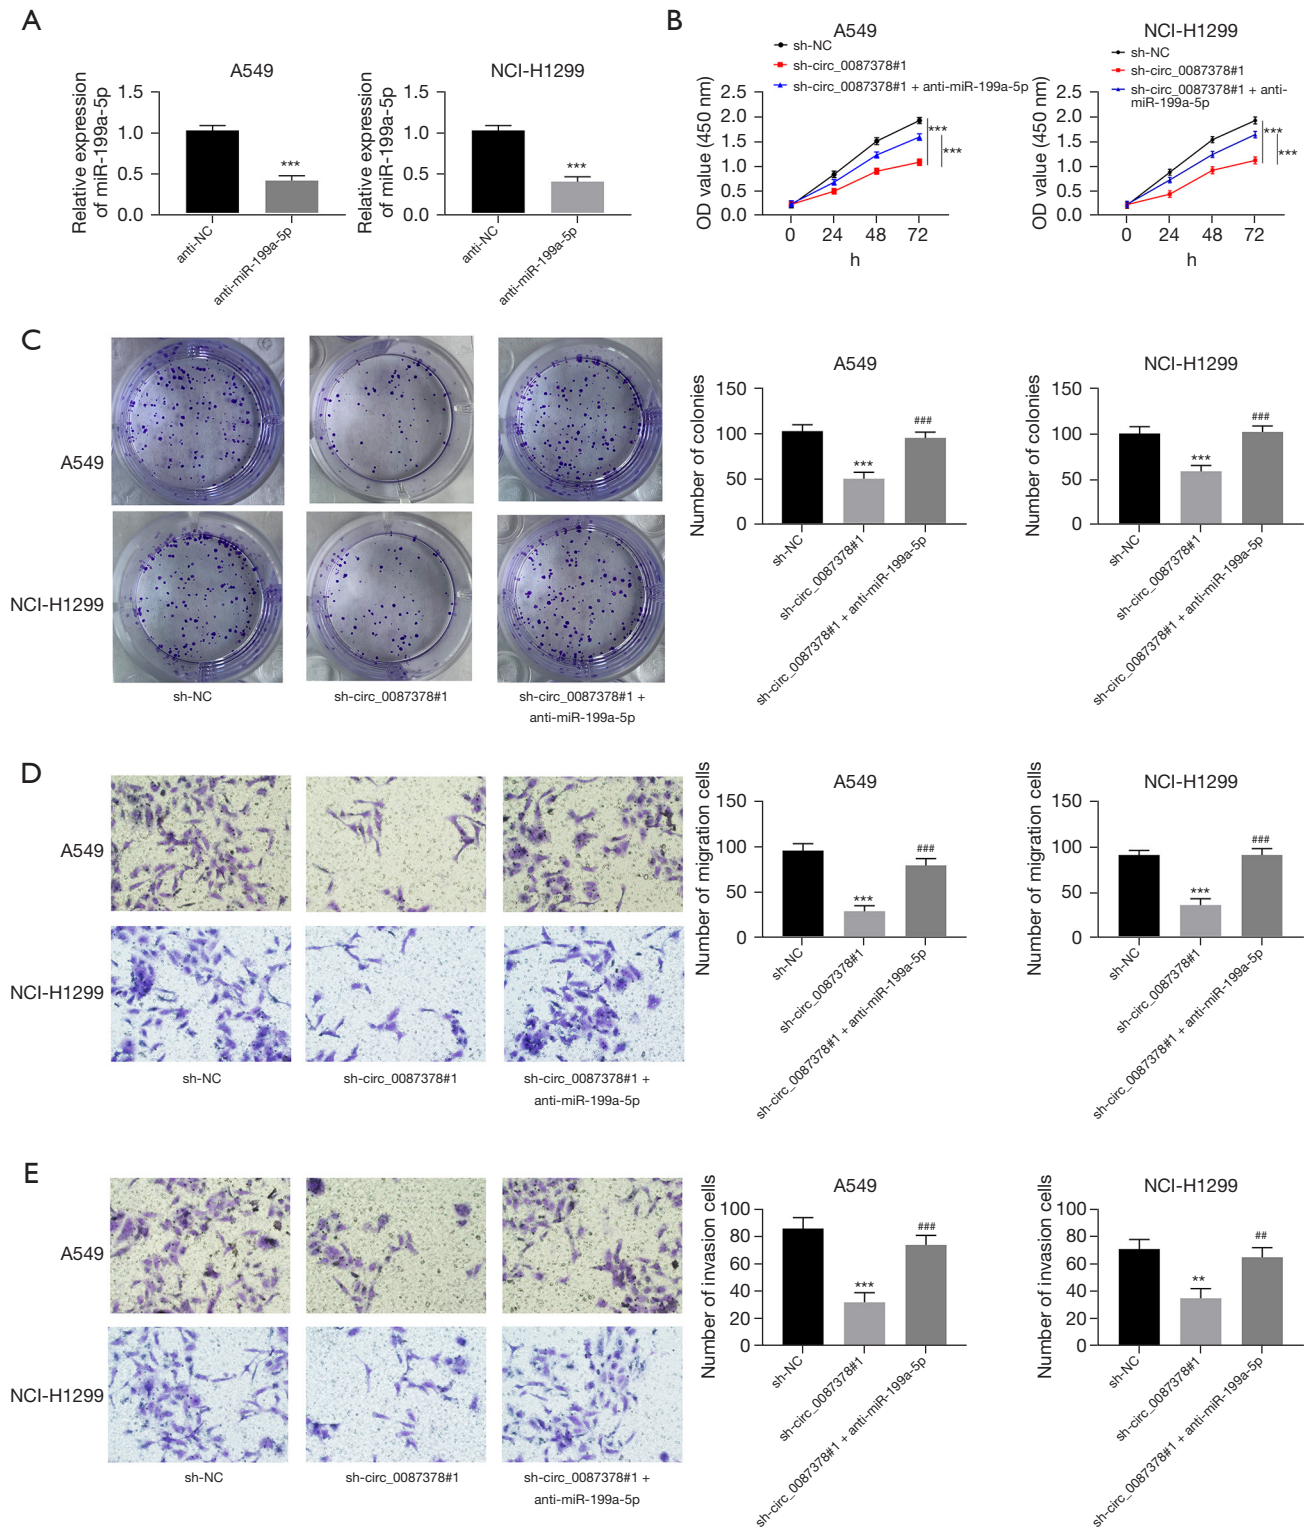 A
A549
Relative expression
of miR-199a-5p
1.5
1.0
0.5
0.0
***
anti-NC
anti-miR-199a-5p
NCI-H1299
Relative expression
of miR-199a-5p
1.5
1.0
0.5
0.0
***
anti-NC
anti-miR-199a-5p
B
A549
sh-NC
sh-circ_0087378#1
sh-circ_0087378#1 + anti-miR-199a-5p
OD value (450 nm)
2.5
2.0
1.5
1.0
0.5
0.0
***
***
0 24 48 72
h
NCI-H1299
sh-NC
sh-circ_0087378#1
sh-circ_0087378#1 + anti-
miR-199a-5p
OD value (450 nm)
2.5
2.0
1.5
1.0
0.5
0.0
***
***
0 24 48 72
h
C
A549
NCI-H1299
sh-NC
sh-circ_0087378#1
sh-circ_0087378#1 +
anti-miR-199a-5p
A549
Number of colonies
150
100
50
0
***
###
sh-NC
sh-circ_0087378#1
sh-circ_0087378#1 + anti-miR-199a-5p
NCI-H1299
Number of colonies
150
100
50
0
***
###
sh-NC
sh-circ_0087378#1
sh-circ_0087378#1 + anti-miR-199a-5p
D
A549
NCI-H1299
sh-NC
sh-circ_0087378#1
sh-circ_0087378#1 +
anti-miR-199a-5p
A549
Number of migration cells
150
100
50
0
***
###
sh-NC
sh-circ_0087378#1
sh-circ_0087378#1 + anti-miR-199a-5p
NCI-H1299
Number of migration cells
150
100
50
0
***
###
sh-NC
sh-circ_0087378#1
sh-circ_0087378#1 + anti-miR-199a-5p
E
A549
NCI-H1299
sh-NC
sh-circ_0087378#1
sh-circ_0087378#1 +
anti-miR-199a-5p
A549
Number of invasion cells
100
80
60
40
20
0
***
###
sh-NC
sh-circ_0087378#1
sh-circ_0087378#1 + anti-miR-199a-5p
NCI-H1299
Number of invasion cells
100
80
60
40
20
0
**
##
sh-NC
sh-circ_0087378#1
sh-circ_0087378#1 + anti-miR-199a-5p